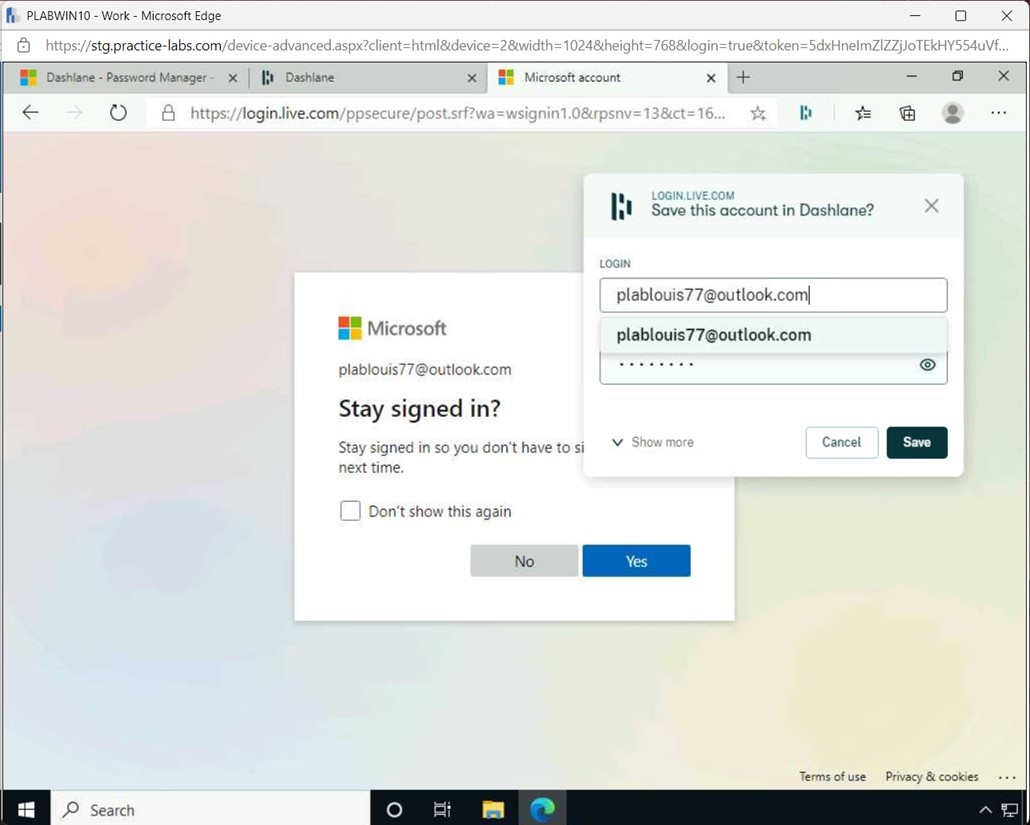 PLABWIN10 - Work - Microsoft Edge
https://stg.practice-labs.com/device-advanced.aspx?client=html&device=2&width=1024&height=768&login=true&token=5dxHneImZlZZjJoTEkHY554uVf...
Dashlane - Password Manager -
Dashlane
Microsoft account
https://login.live.com/ppsecure/post.srf?wa=wsignin1.0&rpsnv=13&ct=16...
LOGIN.LIVE.COM
Save this account in Dashlane?
LOGIN
plablouis77@outlook.com
plablouis77@outlook.com
Show more
Cancel
Save
Microsoft
plablouis77@outlook.com
Stay signed in?
Stay signed in so you don't have to si
next time.
Don't show this again
No
Yes
Terms of use
Privacy & cookies
Search